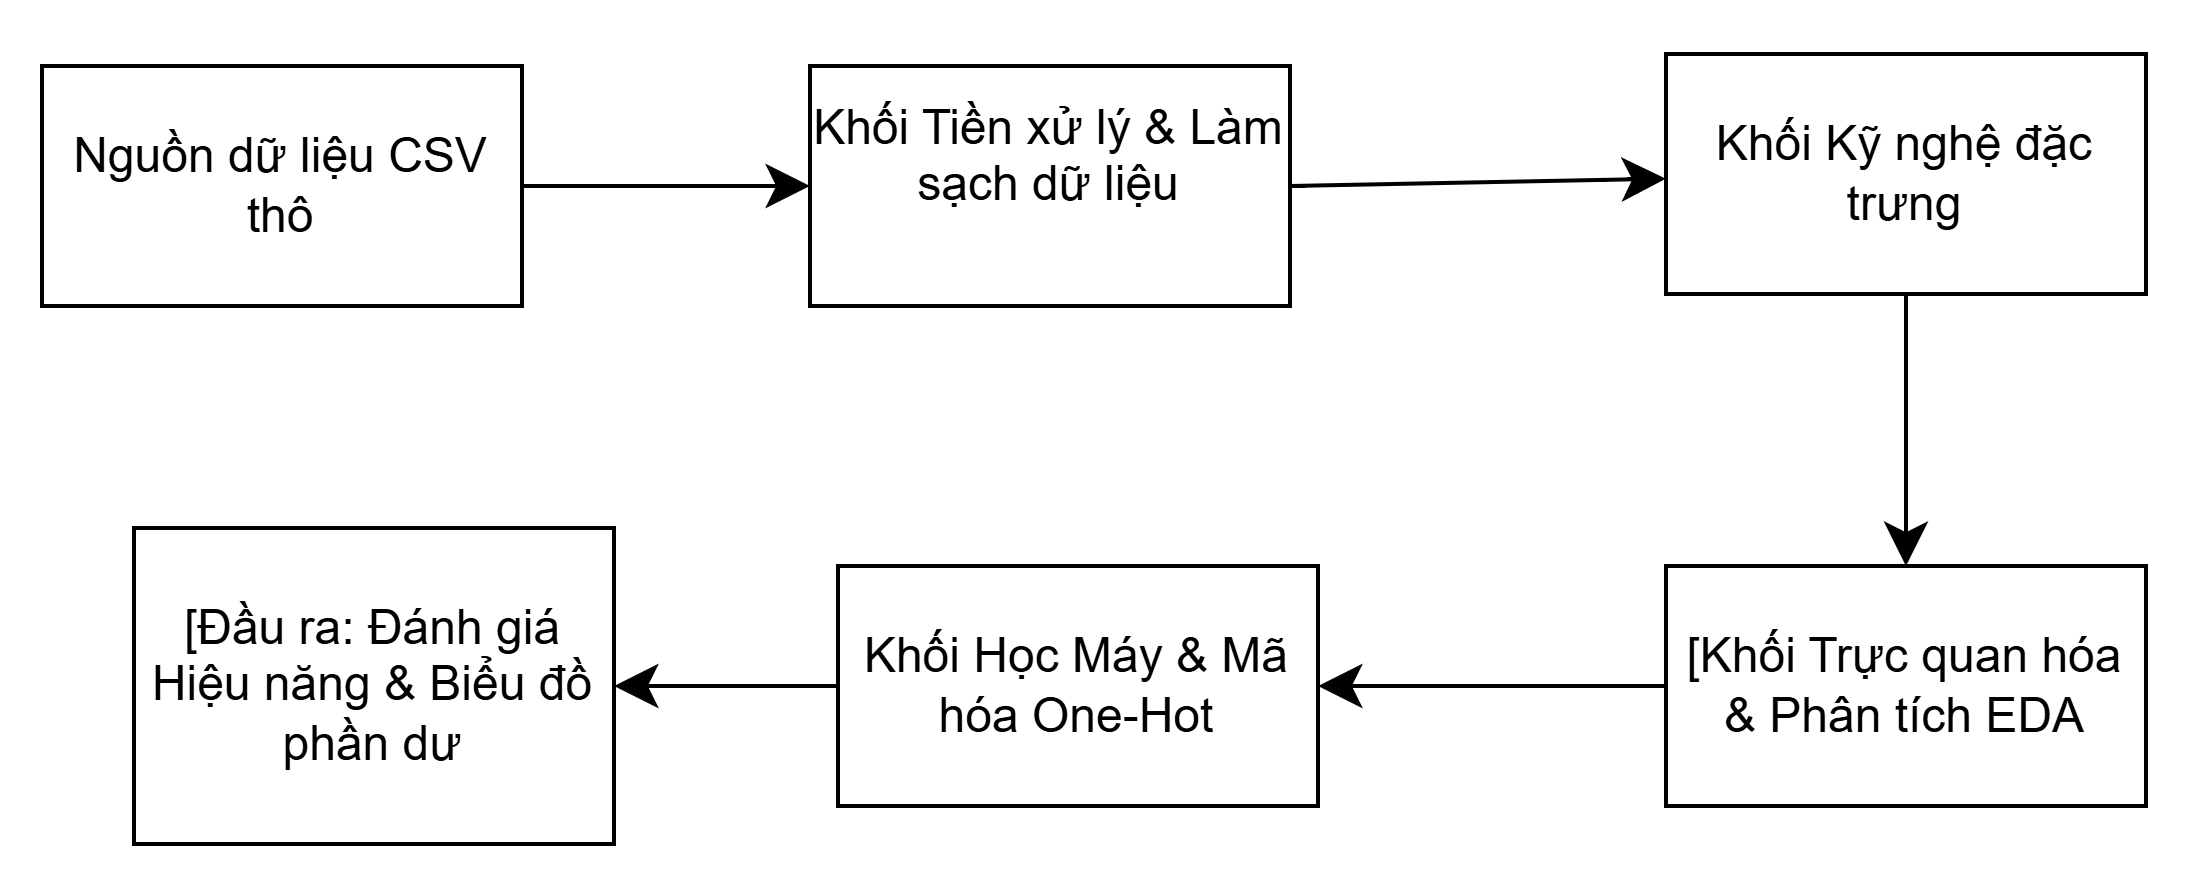 Nguồn dữ liệu CSV
thô
Khối Tiền xử lý & Làm
sạch dữ liệu
Khối Kỹ nghệ đặc
trưng
[Khối Trực quan hóa
& Phân tích EDA
Khối Học Máy & Mã
hóa One-Hot
[Đầu ra: Đánh giá
Hiệu năng & Biểu đồ
phần dư